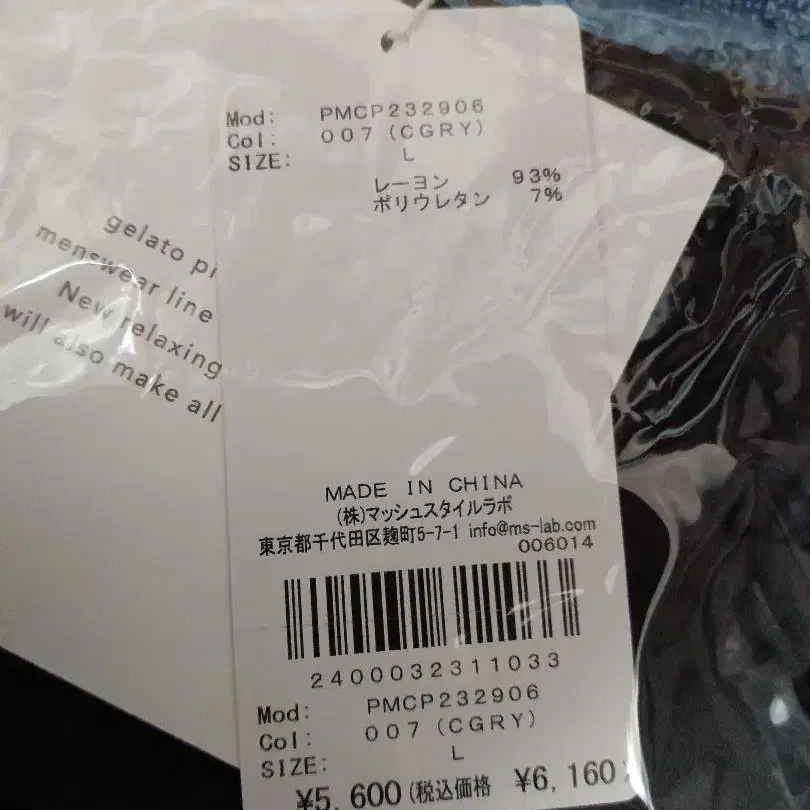 Mod: PMCP232906
Col: 007 (CGRY)
SIZE: L
レーヨン 93%
ポリウレタン 7%
gelato pi
menswear line
New relaxing
will also make all
MADE IN CHINA
(株)マッシュスタイルラボ
東京都千代田区麹町5-7-1 info@ms-lab.com
006014
2400032311033
Mod: PMCP232906
Col: 007 (CGRY)
SIZE: L
¥5,600 (税込価格 ¥6,160)